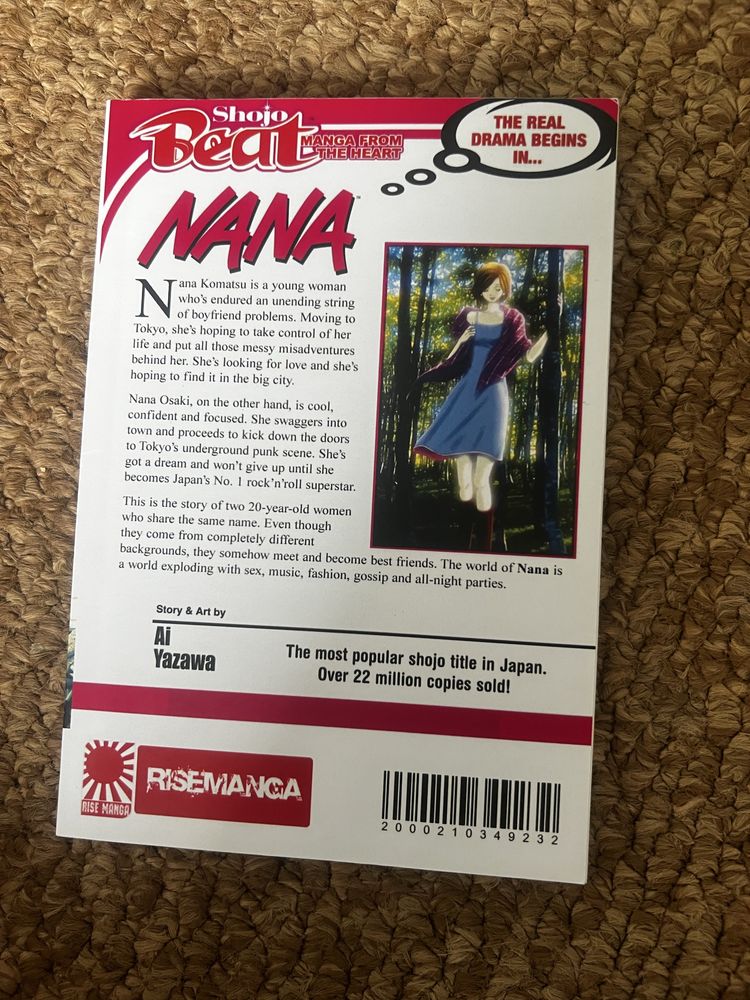 Shojo
Beat
MANGA FROM
THE HEART
THE REAL
DRAMA BEGINS
IN...
NANA™
Nana Komatsu is a young woman
who's endured an unending string
of boyfriend problems. Moving to
Tokyo, she's hoping to take control of her
life and put all those messy misadventures
behind her. She's looking for love and she's
hoping to find it in the big city.
Nana Osaki, on the other hand, is cool,
confident and focused. She swaggers into
town and proceeds to kick down the doors
to Tokyo's underground punk scene. She's
got a dream and won't give up until she
becomes Japan's No. 1 rock'n'roll superstar.
This is the story of two 20-year-old women
who share the same name. Even though
they come from completely different
backgrounds, they somehow meet and become best friends. The world of Nana is
a world exploding with sex, music, fashion, gossip and all-night parties.
Story & Art by
Ai
Yazawa
The most popular shojo title in Japan.
Over 22 million copies sold!
RISE MANGA
RISEMANGA
2000210349232